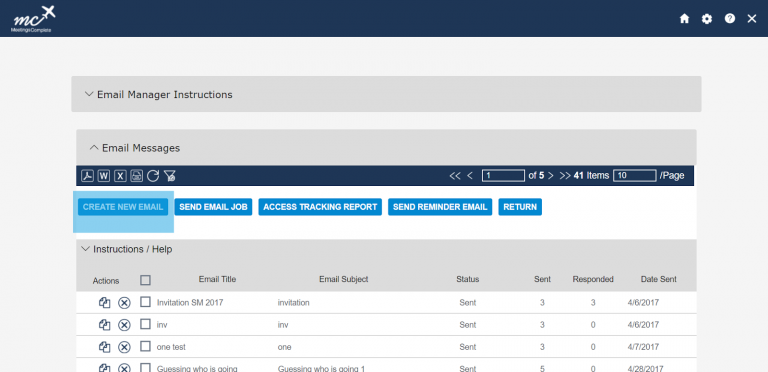 mc
MeetingsComplete
Email Manager Instructions
Email Messages
W X << < 1 of 5 > >> 41 Items 10 /Page
CREATE NEW EMAIL SEND EMAIL JOB ACCESS TRACKING REPORT SEND REMINDER EMAIL RETURN
Instructions / Help
Actions Email Title Email Subject Status Sent Responded Date Sent
Invitation SM 2017 invitation Sent 3 3 4/6/2017
inv inv Sent 3 0 4/6/2017
one test one Sent 3 0 4/7/2017
Guessing who is going Guessing who is going 1 Sent 5 0 4/28/2017